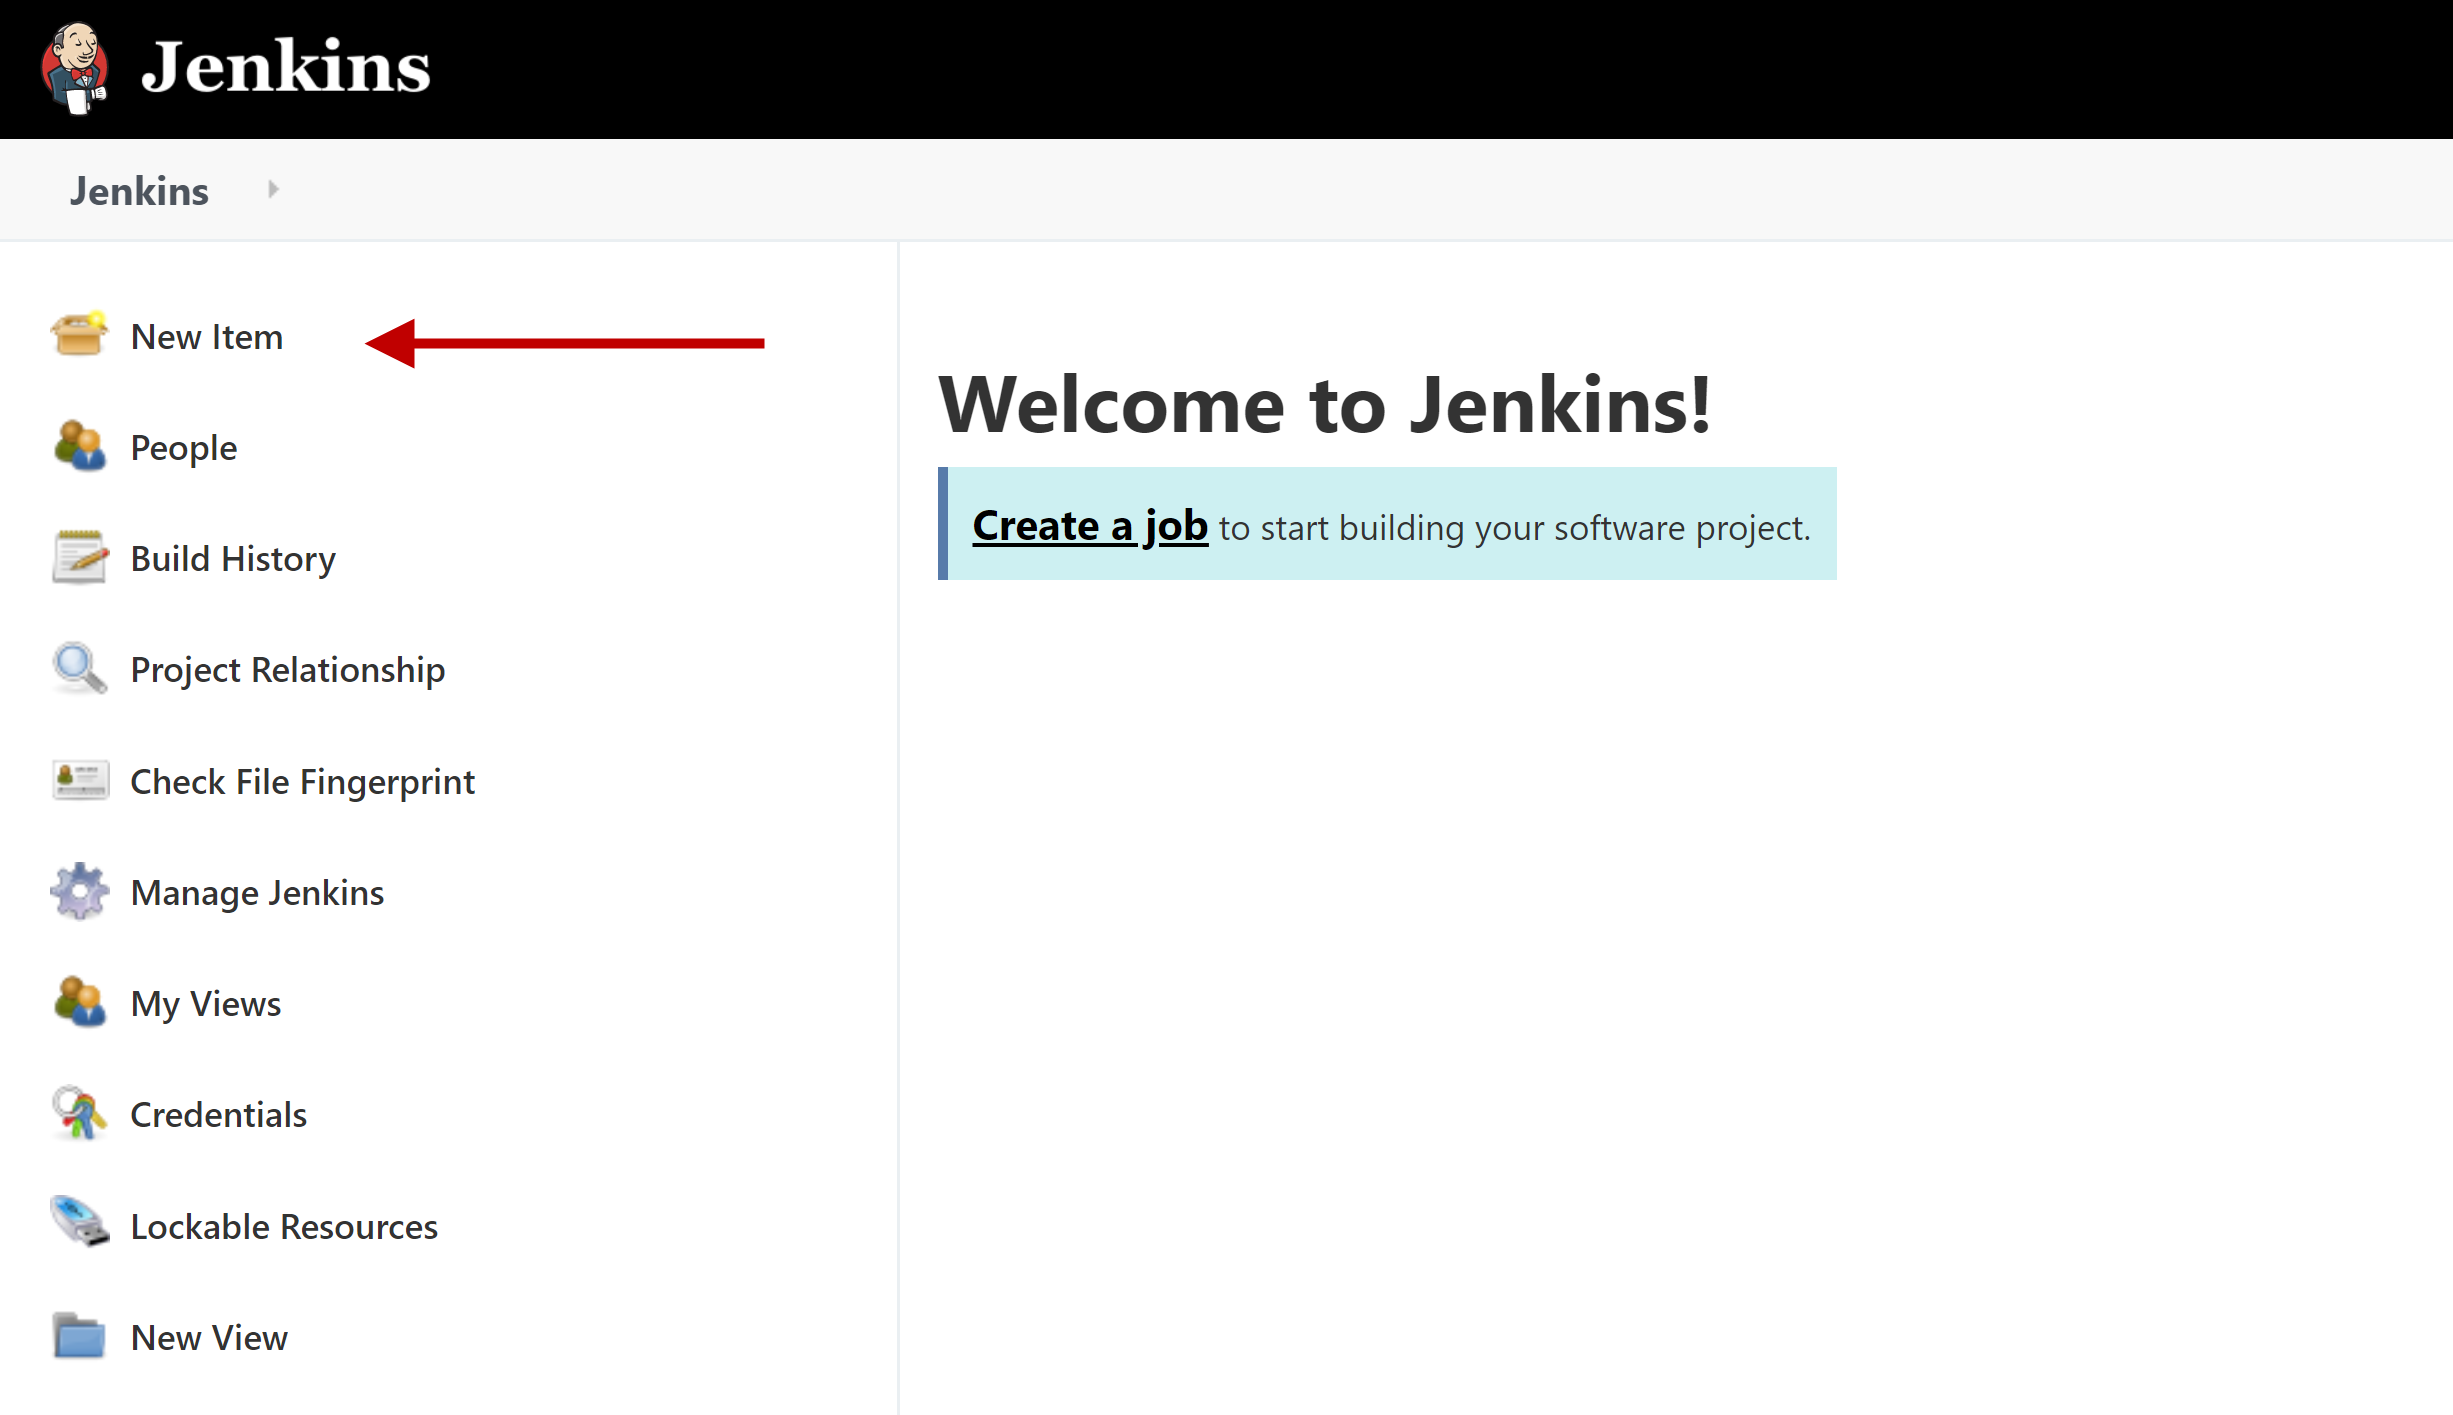 Jenkins
Jenkins
New Item
People
Build History
Project Relationship
Check File Fingerprint
Manage Jenkins
My Views
Credentials
Lockable Resources
New View
Welcome to Jenkins!
Create a job to start building your software project.